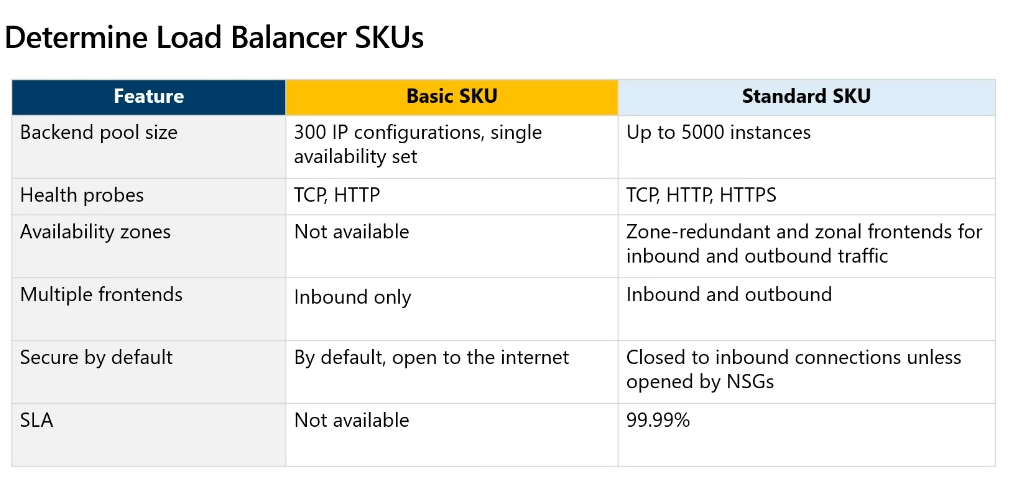 Determine Load Balancer SKUs
Feature
Basic SKU
Standard SKU
Backend pool size
300 IP configurations, single
availability set
Up to 5000 instances
Health probes
TCP, HTTP
TCP, HTTP, HTTPS
Availability zones
Not available
Zone-redundant and zonal frontends for
inbound and outbound traffic
Multiple frontends
Inbound only
Inbound and outbound
Secure by default
By default, open to the internet
Closed to inbound connections unless
opened by NSGs
SLA
Not available
99.99%